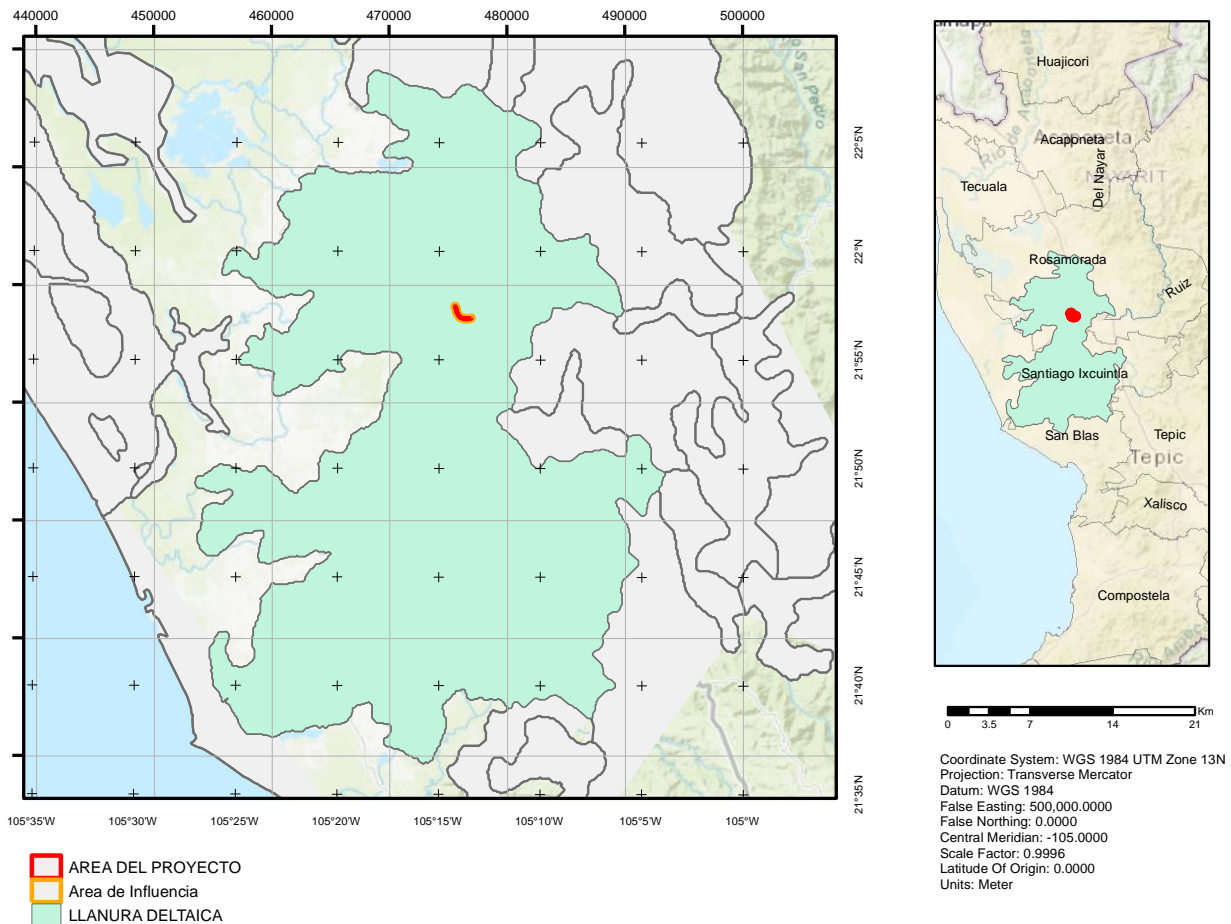 440000 450000 460000 470000 480000 490000 500000
San Pedro
22°5'N
22°N
21°55'N
21°50'N
21°45'N
21°40'N
21°35'N
105°35'W 105°30'W 105°25'W 105°20'W 105°15'W 105°10'W 105°5'W 105°W
AREA DEL PROYECTO
Area de Influencia
LLANURA DELTAICA
Huajicori
Rio de Acaponeta
Acaponeta
Acaponeta
Del Nayar
NAYARIT
Tecuala
Rosamorada
Ruiz
Santiago Ixcuintla
San Blas
Tepic
Tepic
Xalisco
Compostela
Km
0 3.5 7 14 21
Coordinate System: WGS 1984 UTM Zone 13N
Projection: Transverse Mercator
Datum: WGS 1984
False Easting: 500,000.0000
False Northing: 0.0000
Central Meridian: -105.0000
Scale Factor: 0.9996
Latitude Of Origin: 0.0000
Units: Meter